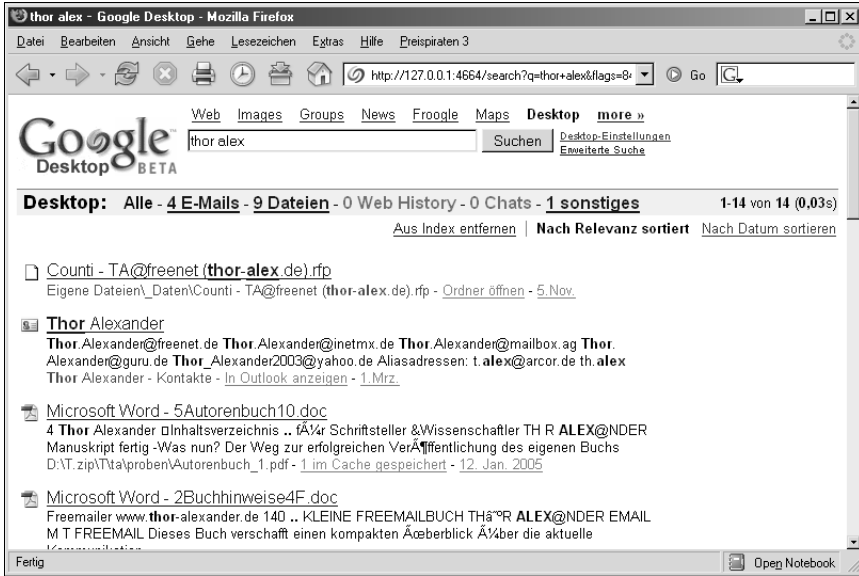 thor alex - Google Desktop - Mozilla Firefox
Datei Bearbeiten Ansicht Gehe Lesezeichen Extras Hilfe Preispiraten 3
http://127.0.0.1:4664/search?q=thor+alex&flags=8 Go G
Web Images Groups News Froogle Maps Desktop more »
Google Desktop BETA
thor alex Suchen Desktop-Einstellungen
Erweiterte Suche
Desktop: Alle - 4 E-Mails - 9 Dateien - 0 Web History - 0 Chats - 1 sonstiges 1-14 von 14 (0,03s)
Aus Index entfernen | Nach Relevanz sortiert Nach Datum sortieren
Counti - TA@freenet (thor-alex.de).rfp
Eigene Dateien\_Daten\Counti - TA@freenet (thor-alex.de).rfp - Ordner öffnen - 5.Nov.
Thor Alexander
Thor.Alexander@freenet.de Thor.Alexander@inetmx.de Thor.Alexander@mailbox.ag Thor.
Alexander@guru.de Thor_Alexander2003@yahoo.de Aliasadressen: t.alex@arcor.de th.alex
Thor Alexander - Kontakte - In Outlook anzeigen - 1.Mrz.
Microsoft Word - 5Autorenbuch10.doc
4 Thor Alexander □Inhaltsverzeichnis .. fÃ¼r Schriftsteller &Wissenschaftler TH R ALEX@NDER
Manuskript fertig -Was nun? Der Weg zur erfolgreichen VerÃ¶ffentlichung des eigenen Buchs
D:\T.zip\T\ta\proben\Autorenbuch_1.pdf - 1 im Cache gespeichert - 12. Jan. 2005
Microsoft Word - 2Buchhinweise4F.doc
Freemailer www.thor-alexander.de 140 .. KLEINE FREEMAILBUCH THâ˜ºR ALEX@NDER EMAIL
M T FREEMAIL Dieses Buch verschafft einen kompakten Ãœberblick Ã¼ber die aktuelle
Fertig Open Notebook